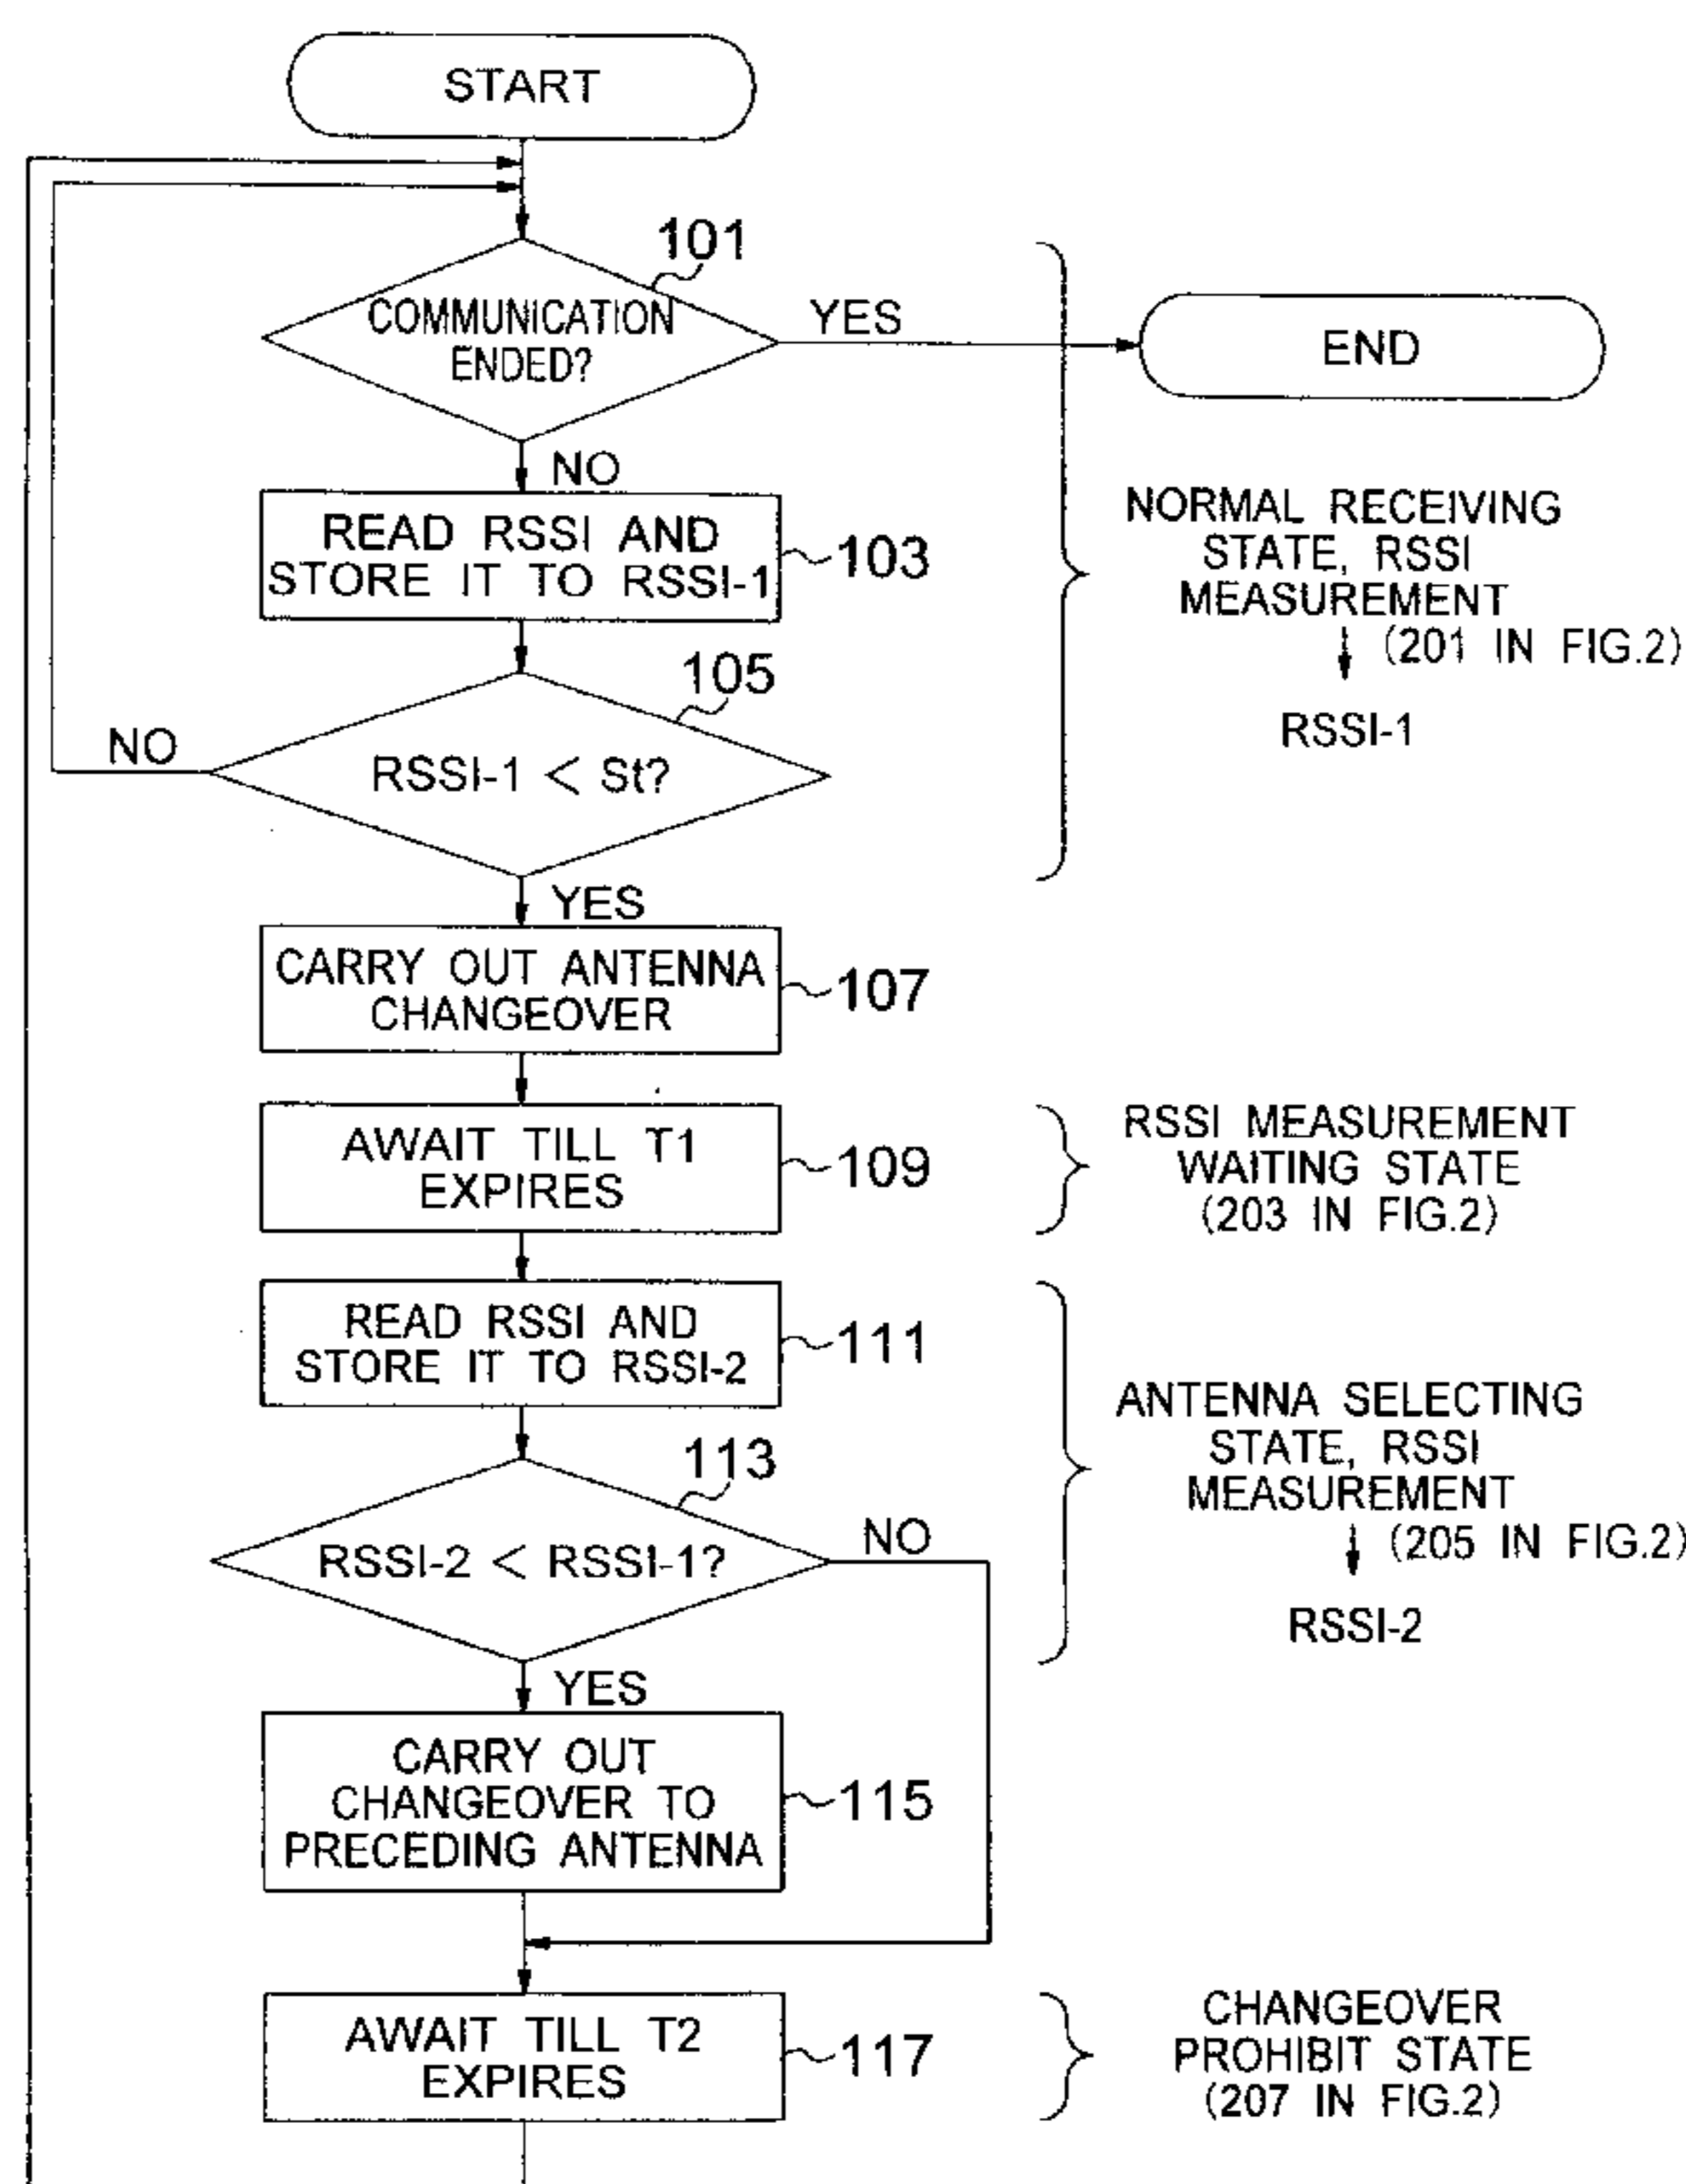 START
101
COMMUNICATION
ENDED?
YES
END
NO
READ RSSI AND
STORE IT TO RSSI-1
103
NORMAL RECEIVING
STATE, RSSI
MEASUREMENT
(201 IN FIG.2)
RSSI-1
105
NO
RSSI-1 < St?
YES
CARRY OUT ANTENNA
CHANGEOVER
107
AWAIT TILL T1
EXPIRES
109
RSSI MEASUREMENT
WAITING STATE
(203 IN FIG.2)
READ RSSI AND
STORE IT TO RSSI-2
111
ANTENNA SELECTING
STATE, RSSI
MEASUREMENT
(205 IN FIG.2)
RSSI-2
113
RSSI-2 < RSSI-1?
NO
YES
CARRY OUT
CHANGEOVER TO
PRECEDING ANTENNA
115
AWAIT TILL T2
EXPIRES
117
CHANGEOVER
PROHIBIT STATE
(207 IN FIG.2)